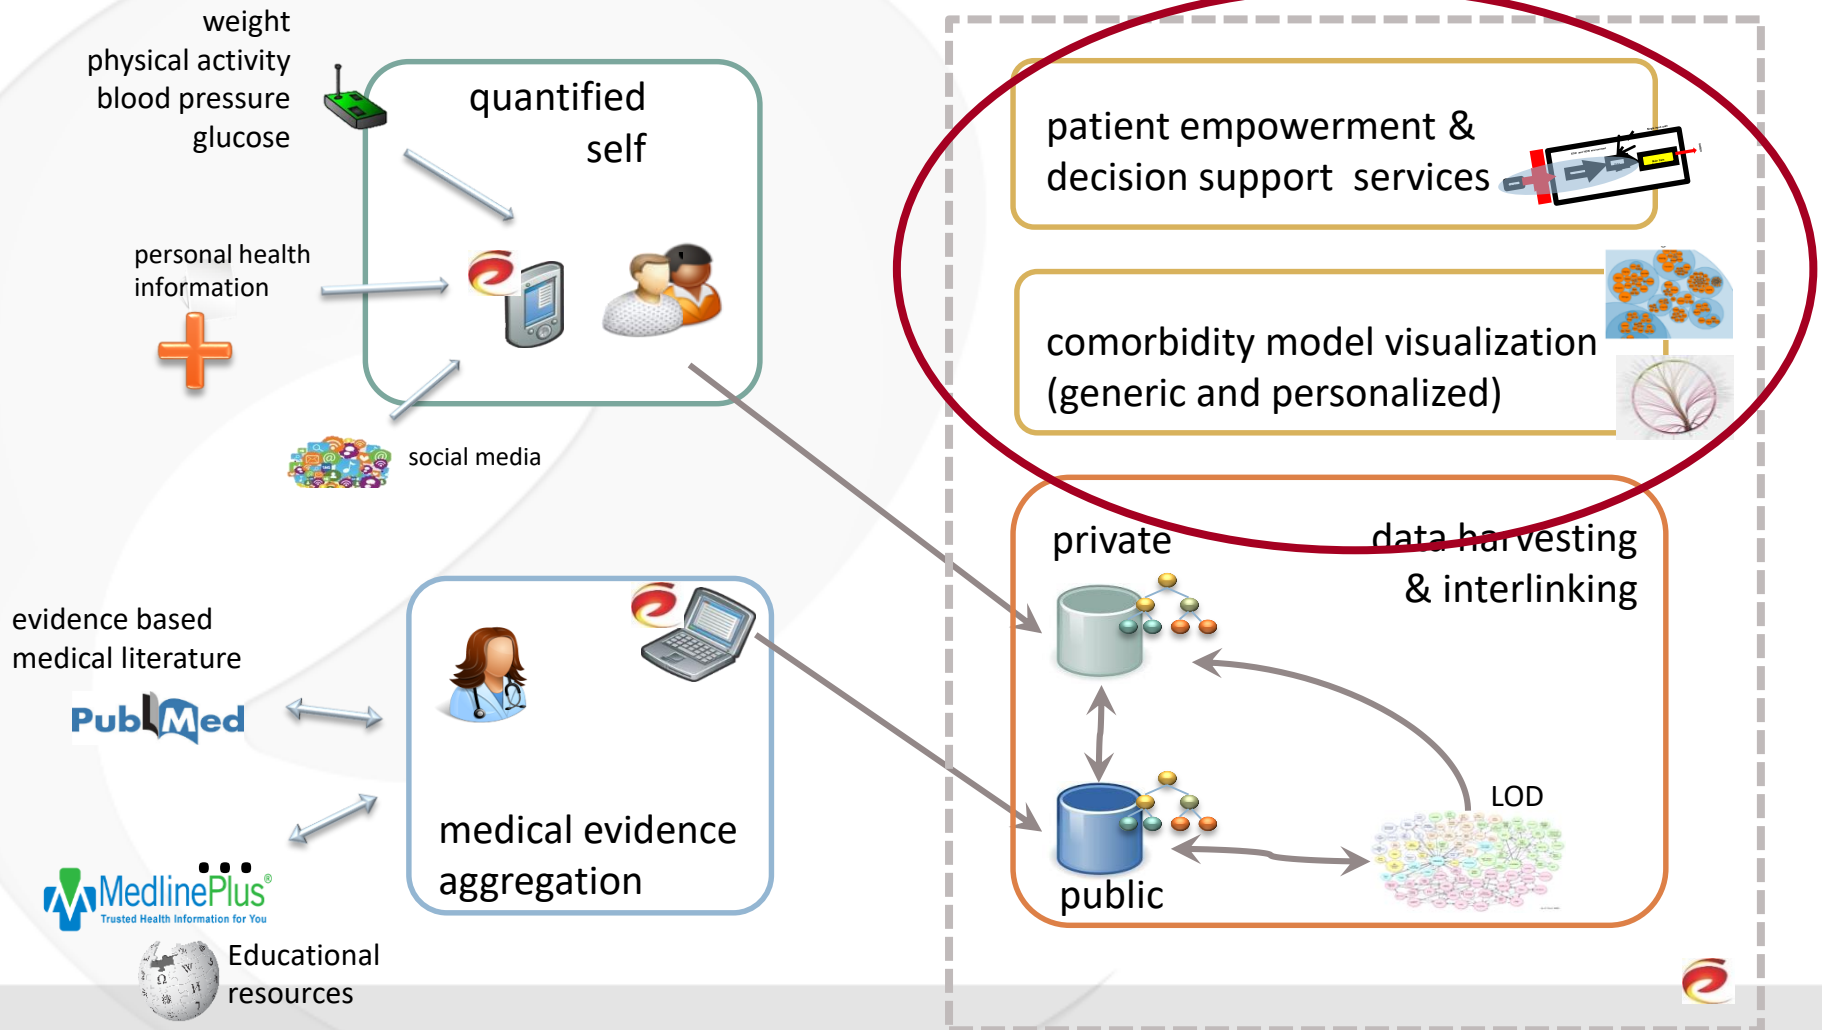 weight
physical activity
blood pressure
glucose
quantified
self
personal health
information
social media
evidence based
medical literature
PubMed
medical evidence
aggregation
...
MedlinePlus®
Trusted Health Information for You
Educational
resources
patient empowerment &
decision support services
comorbidity model visualization
(generic and personalized)
private
data harvesting
& interlinking
LOD
public